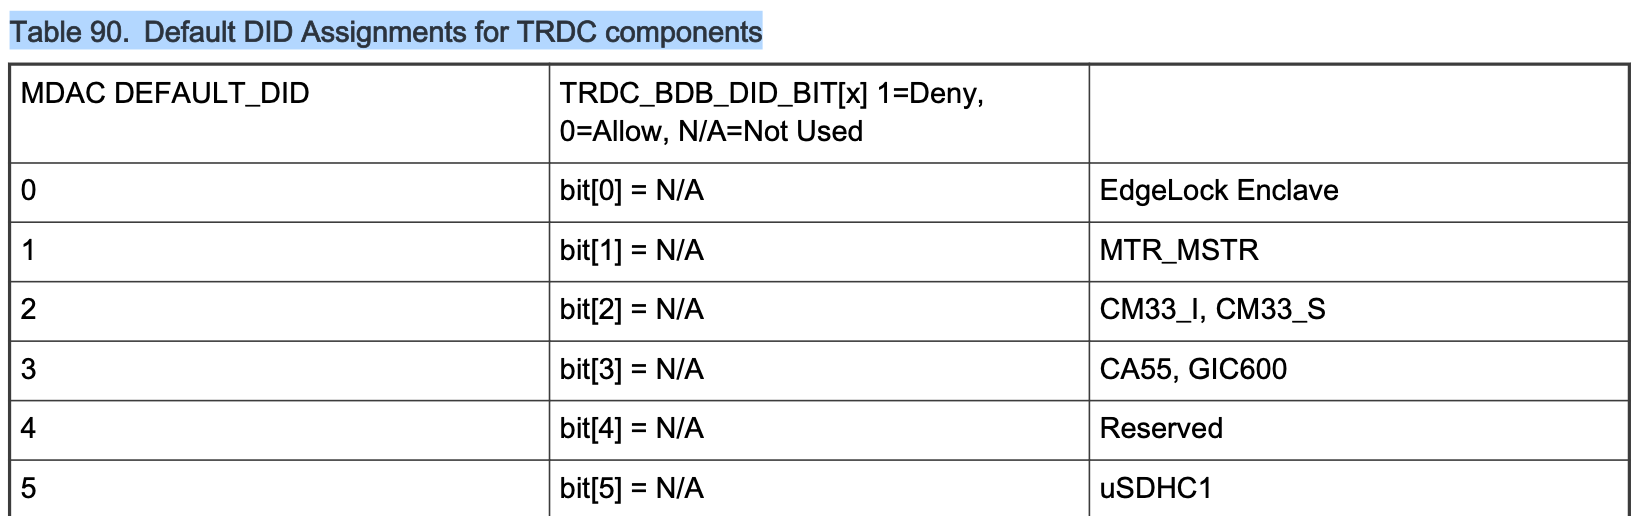 Table 90. Default DID Assignments for TRDC components
MDAC DEFAULT_DID
TRDC_BDB_DID_BIT[x] 1=Deny,
0=Allow, N/A=Not Used
0
bit[0] = N/A
EdgeLock Enclave
1
bit[1] = N/A
MTR_MSTR
2
bit[2] = N/A
CM33_I, CM33_S
3
bit[3] = N/A
CA55, GIC600
4
bit[4] = N/A
Reserved
5
bit[5] = N/A
uSDHC1